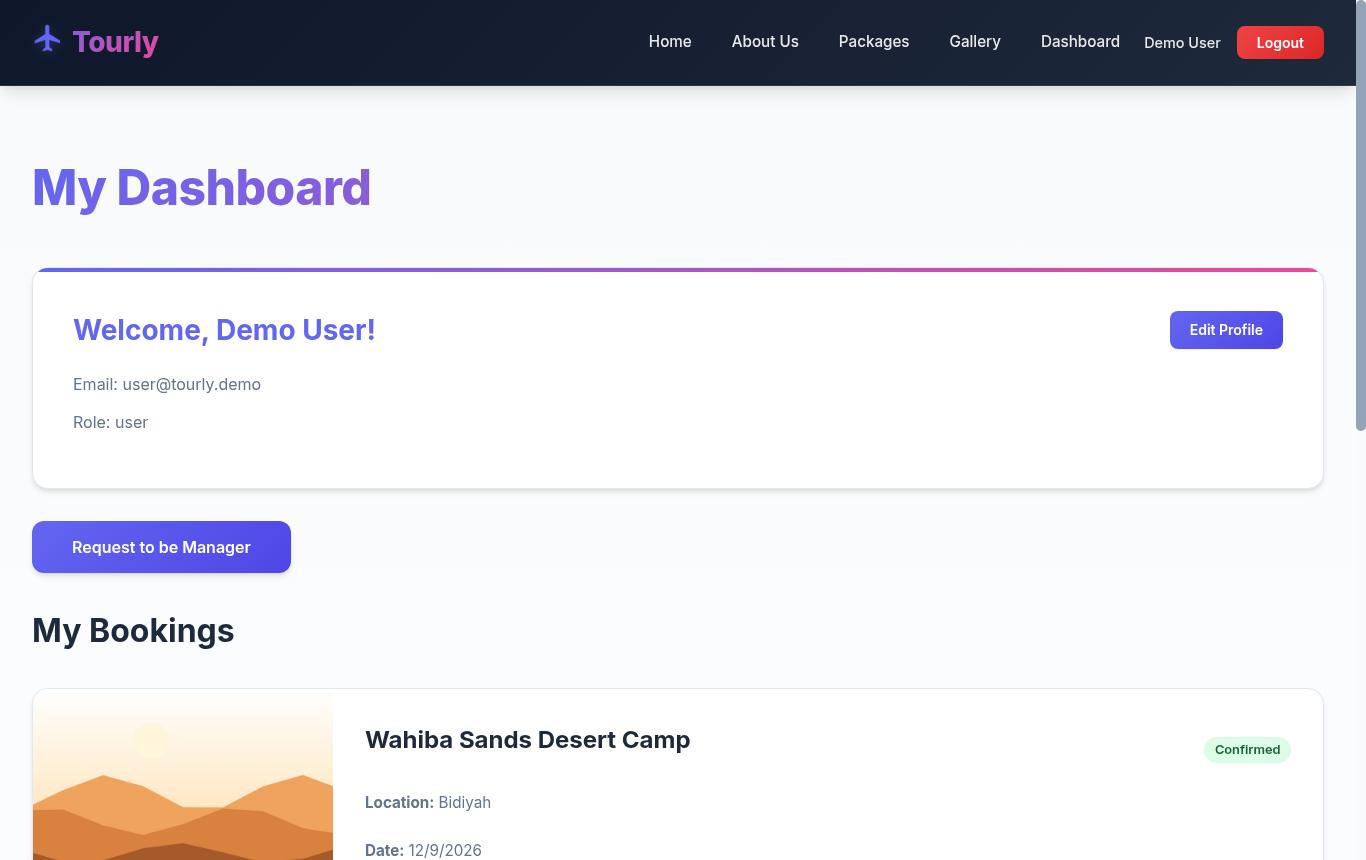 Tourly
Home
About Us
Packages
Gallery
Dashboard
Demo User
Logout
My Dashboard
Welcome, Demo User!
Edit Profile
Email: user@tourly.demo
Role: user
Request to be Manager
My Bookings
Wahiba Sands Desert Camp
Confirmed
Location: Bidiyah
Date: 12/9/2026